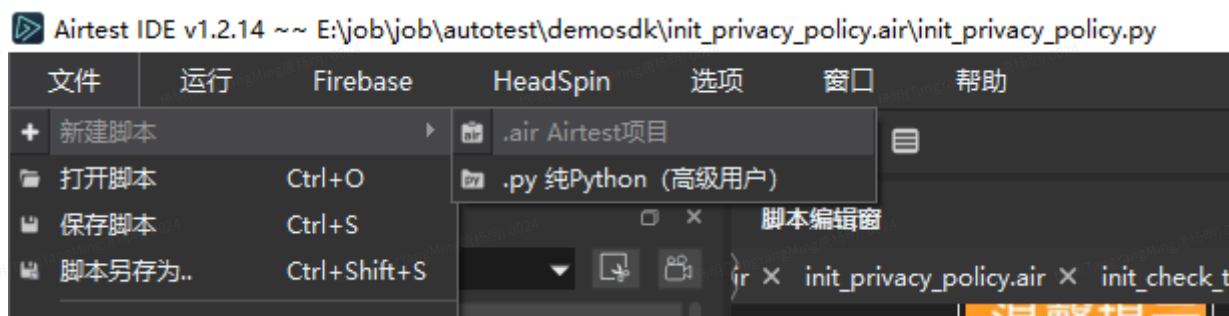 Airtest IDE v1.2.14 ~~ E:\job\job\autotest\demosdk\init_privacy_policy.air\init_privacy_policy.py
文件 运行 Firebase HeadSpin 选项 窗口 帮助
新建脚本 .air Airtest项目
打开脚本 Ctrl+O .py 纯Python（高级用户）
保存脚本 Ctrl+S 脚本编辑窗
脚本另存为.. Ctrl+Shift+S init_privacy_policy.air init_check_t